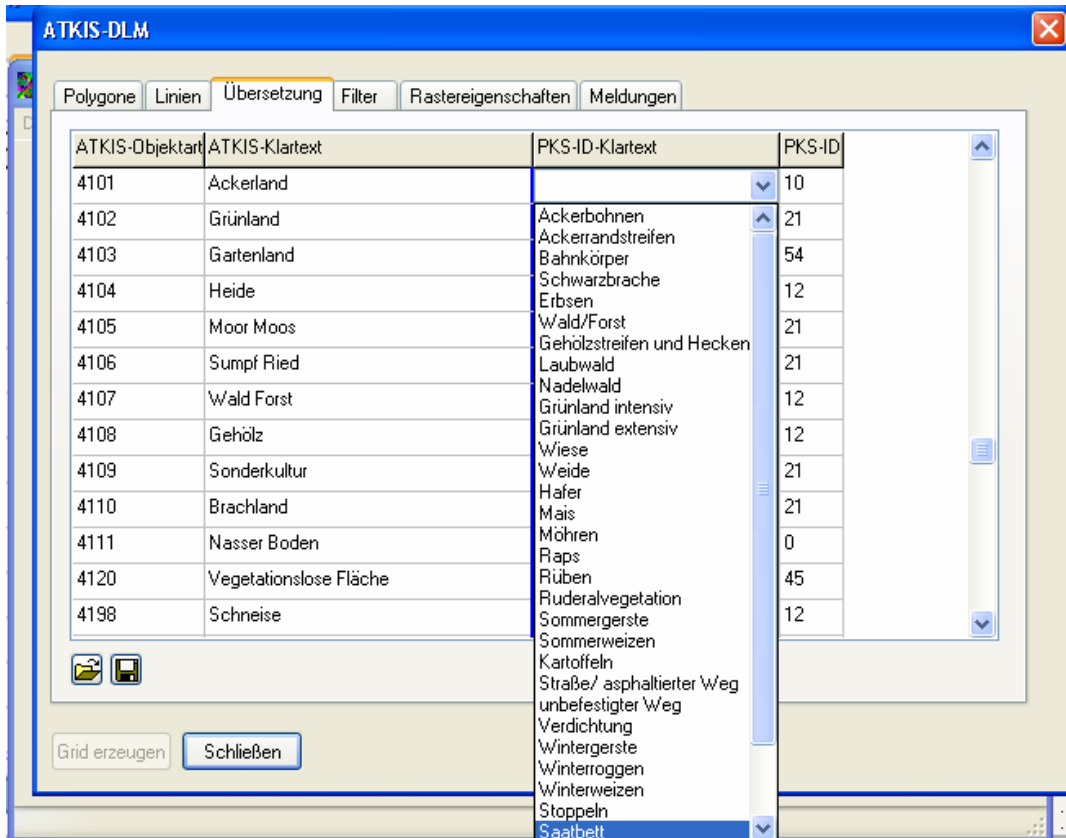 ATKIS-DLM
Polygone Linien Übersetzung Filter Rastereigenschaften Meldungen
ATKIS-Objektart ATKIS-Klartext PKS-ID-Klartext PKS-ID
4101 Ackerland 10
4102 Grünland 21
4103 Gartenland 54
4104 Heide 12
4105 Moor Moos 21
4106 Sumpf Ried 21
4107 Wald Forst 12
4108 Gehölz 12
4109 Sonderkultur 21
4110 Brachland 21
4111 Nasser Boden 0
4120 Vegetationslose Fläche 45
4198 Schneise 12
Ackerbohnen
Ackerrandstreifen
Bahnkörper
Schwarzbrache
Erbsen
Wald/Forst
Gehölzstreifen und Hecken
Laubwald
Nadelwald
Grünland intensiv
Grünland extensiv
Wiese
Weide
Hafer
Mais
Möhren
Raps
Rüben
Ruderalvegetation
Sommergerste
Sommerweizen
Kartoffeln
Straße/ asphaltierter Weg
unbefestigter Weg
Verdichtung
Wintergerste
Winterroggen
Winterweizen
Stoppeln
Saatbett
Grid erzeugen Schließen